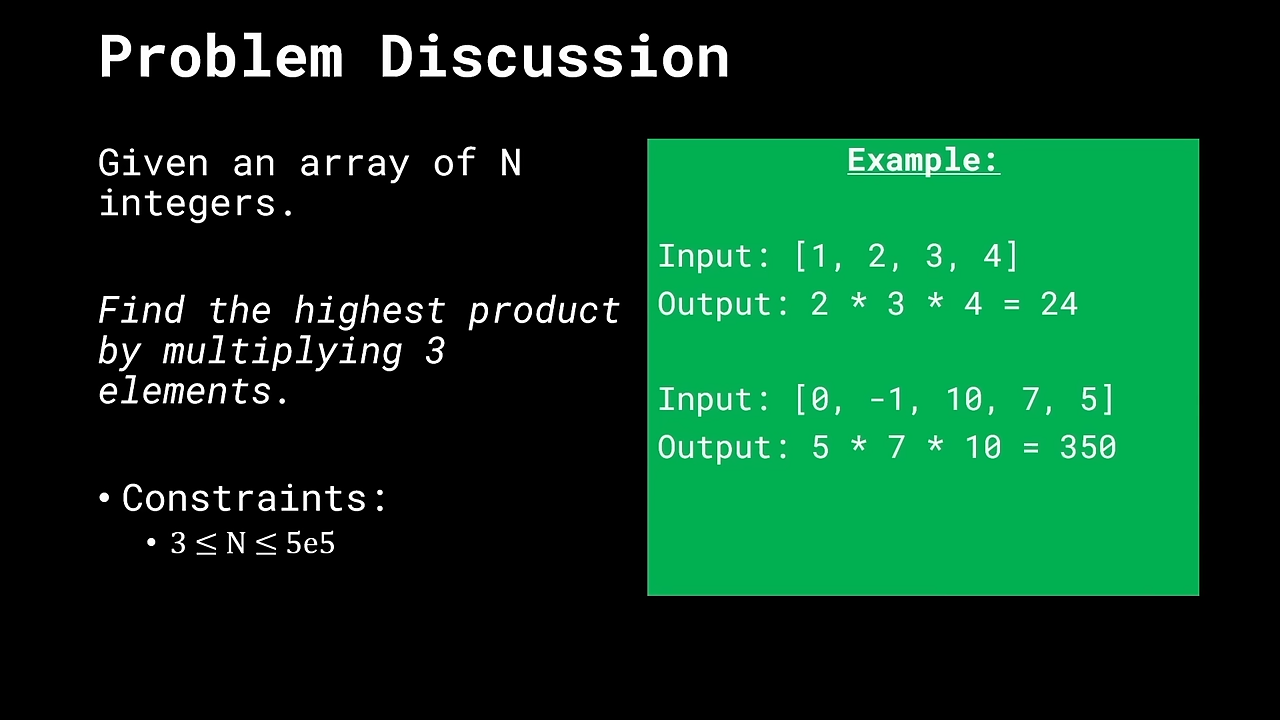 Problem Discussion
Given an array of N
integers.
Find the highest product
by multiplying 3
elements.
• Constraints:
• 3 ≤ N ≤ 5e5
Example:
Input: [1, 2, 3, 4]
Output: 2 * 3 * 4 = 24
Input: [0, -1, 10, 7, 5]
Output: 5 * 7 * 10 = 350